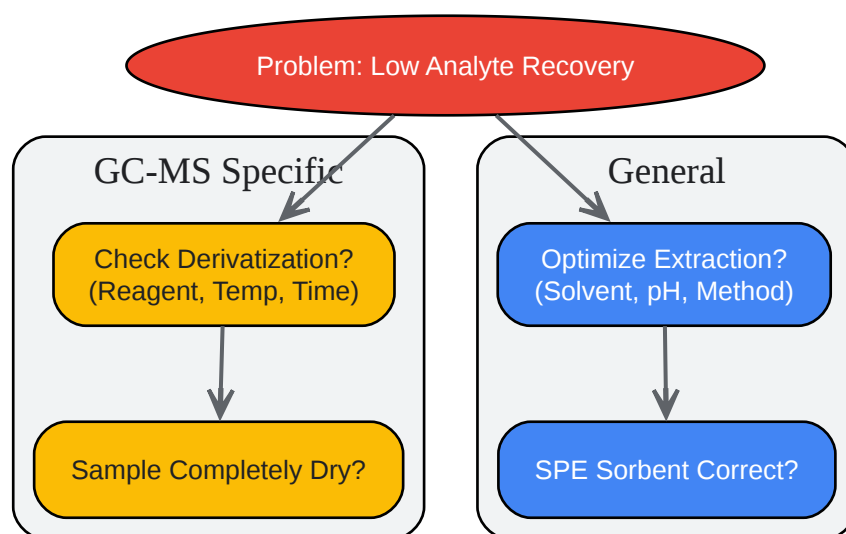 Problem: Low Analyte Recovery
GC-MS Specific
Check Derivatization?
(Reagent, Temp, Time)
Sample Completely Dry?
General
Optimize Extraction?
(Solvent, pH, Method)
SPE Sorbent Correct?